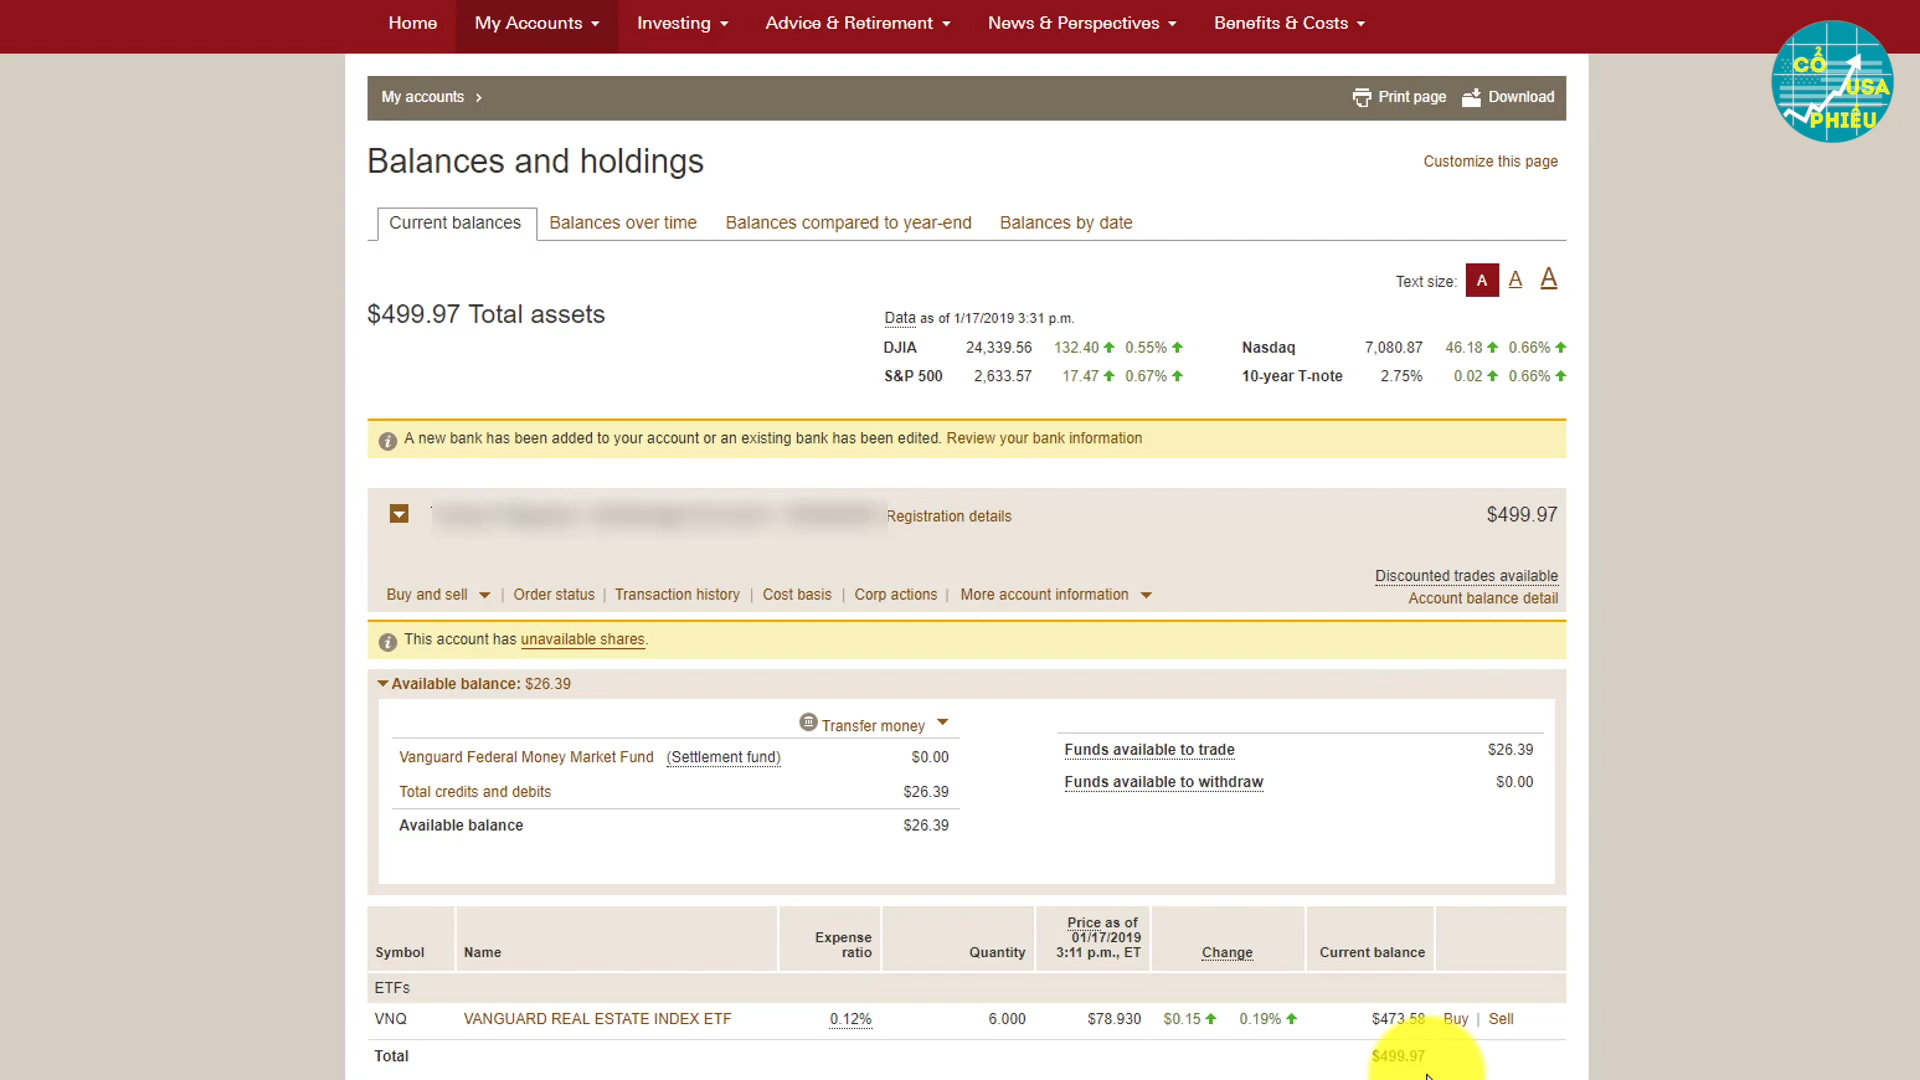 Home My Accounts Investing Advice & Retirement News & Perspectives Benefits & Costs
CỔ
USA
PHIẾU
My accounts > Print page Download
Balances and holdings
Customize this page
Current balances Balances over time Balances compared to year-end Balances by date
Text size: A A A
$499.97 Total assets
Data as of 1/17/2019 3:31 p.m.
DJIA 24,339.56 132.40 0.55% Nasdaq 7,080.87 46.18 0.66%
S&P 500 2,633.57 17.47 0.67% 10-year T-note 2.75% 0.02 0.66%
A new bank has been added to your account or an existing bank has been edited. Review your bank information
Registration details $499.97
Discounted trades available
Buy and sell | Order status | Transaction history | Cost basis | Corp actions | More account information
Account balance detail
This account has unavailable shares.
Available balance: $26.39
Transfer money
Vanguard Federal Money Market Fund (Settlement fund) $0.00
Total credits and debits $26.39
Available balance $26.39
Funds available to trade $26.39
Funds available to withdraw $0.00
Symbol Name Expense ratio Quantity Price as of 01/17/2019 3:11 p.m., ET Change Current balance
ETFs
VNQ VANGUARD REAL ESTATE INDEX ETF 0.12% 6.000 $78.930 $0.15 0.19% $473.58 Buy | Sell
Total $499.97